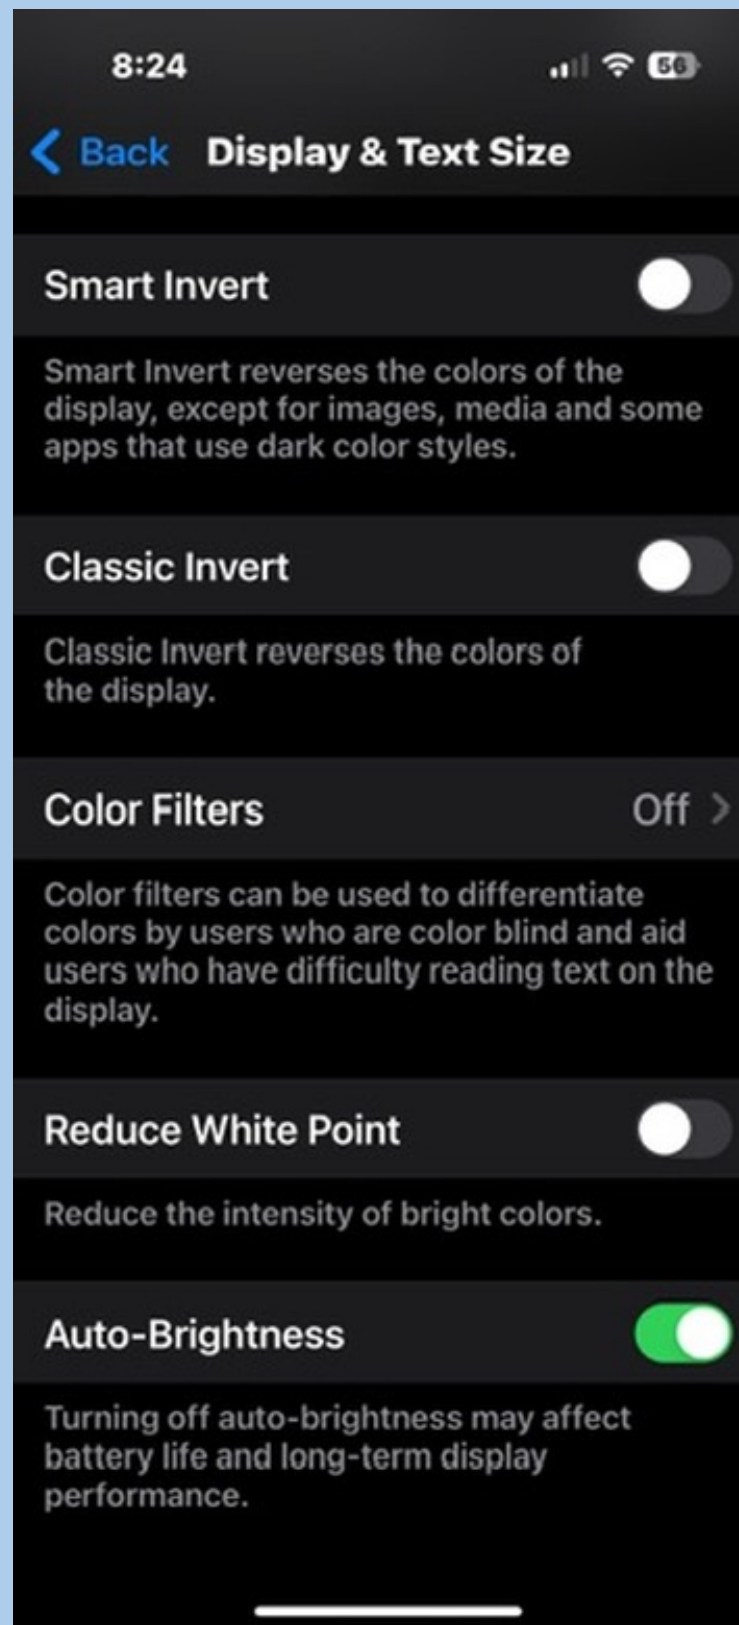 8:24
56
Back Display & Text Size
Smart Invert
Smart Invert reverses the colors of the
display, except for images, media and some
apps that use dark color styles.
Classic Invert
Classic Invert reverses the colors of
the display.
Color Filters Off
Color filters can be used to differentiate
colors by users who are color blind and aid
users who have difficulty reading text on the
display.
Reduce White Point
Reduce the intensity of bright colors.
Auto-Brightness
Turning off auto-brightness may affect
battery life and long-term display
performance.